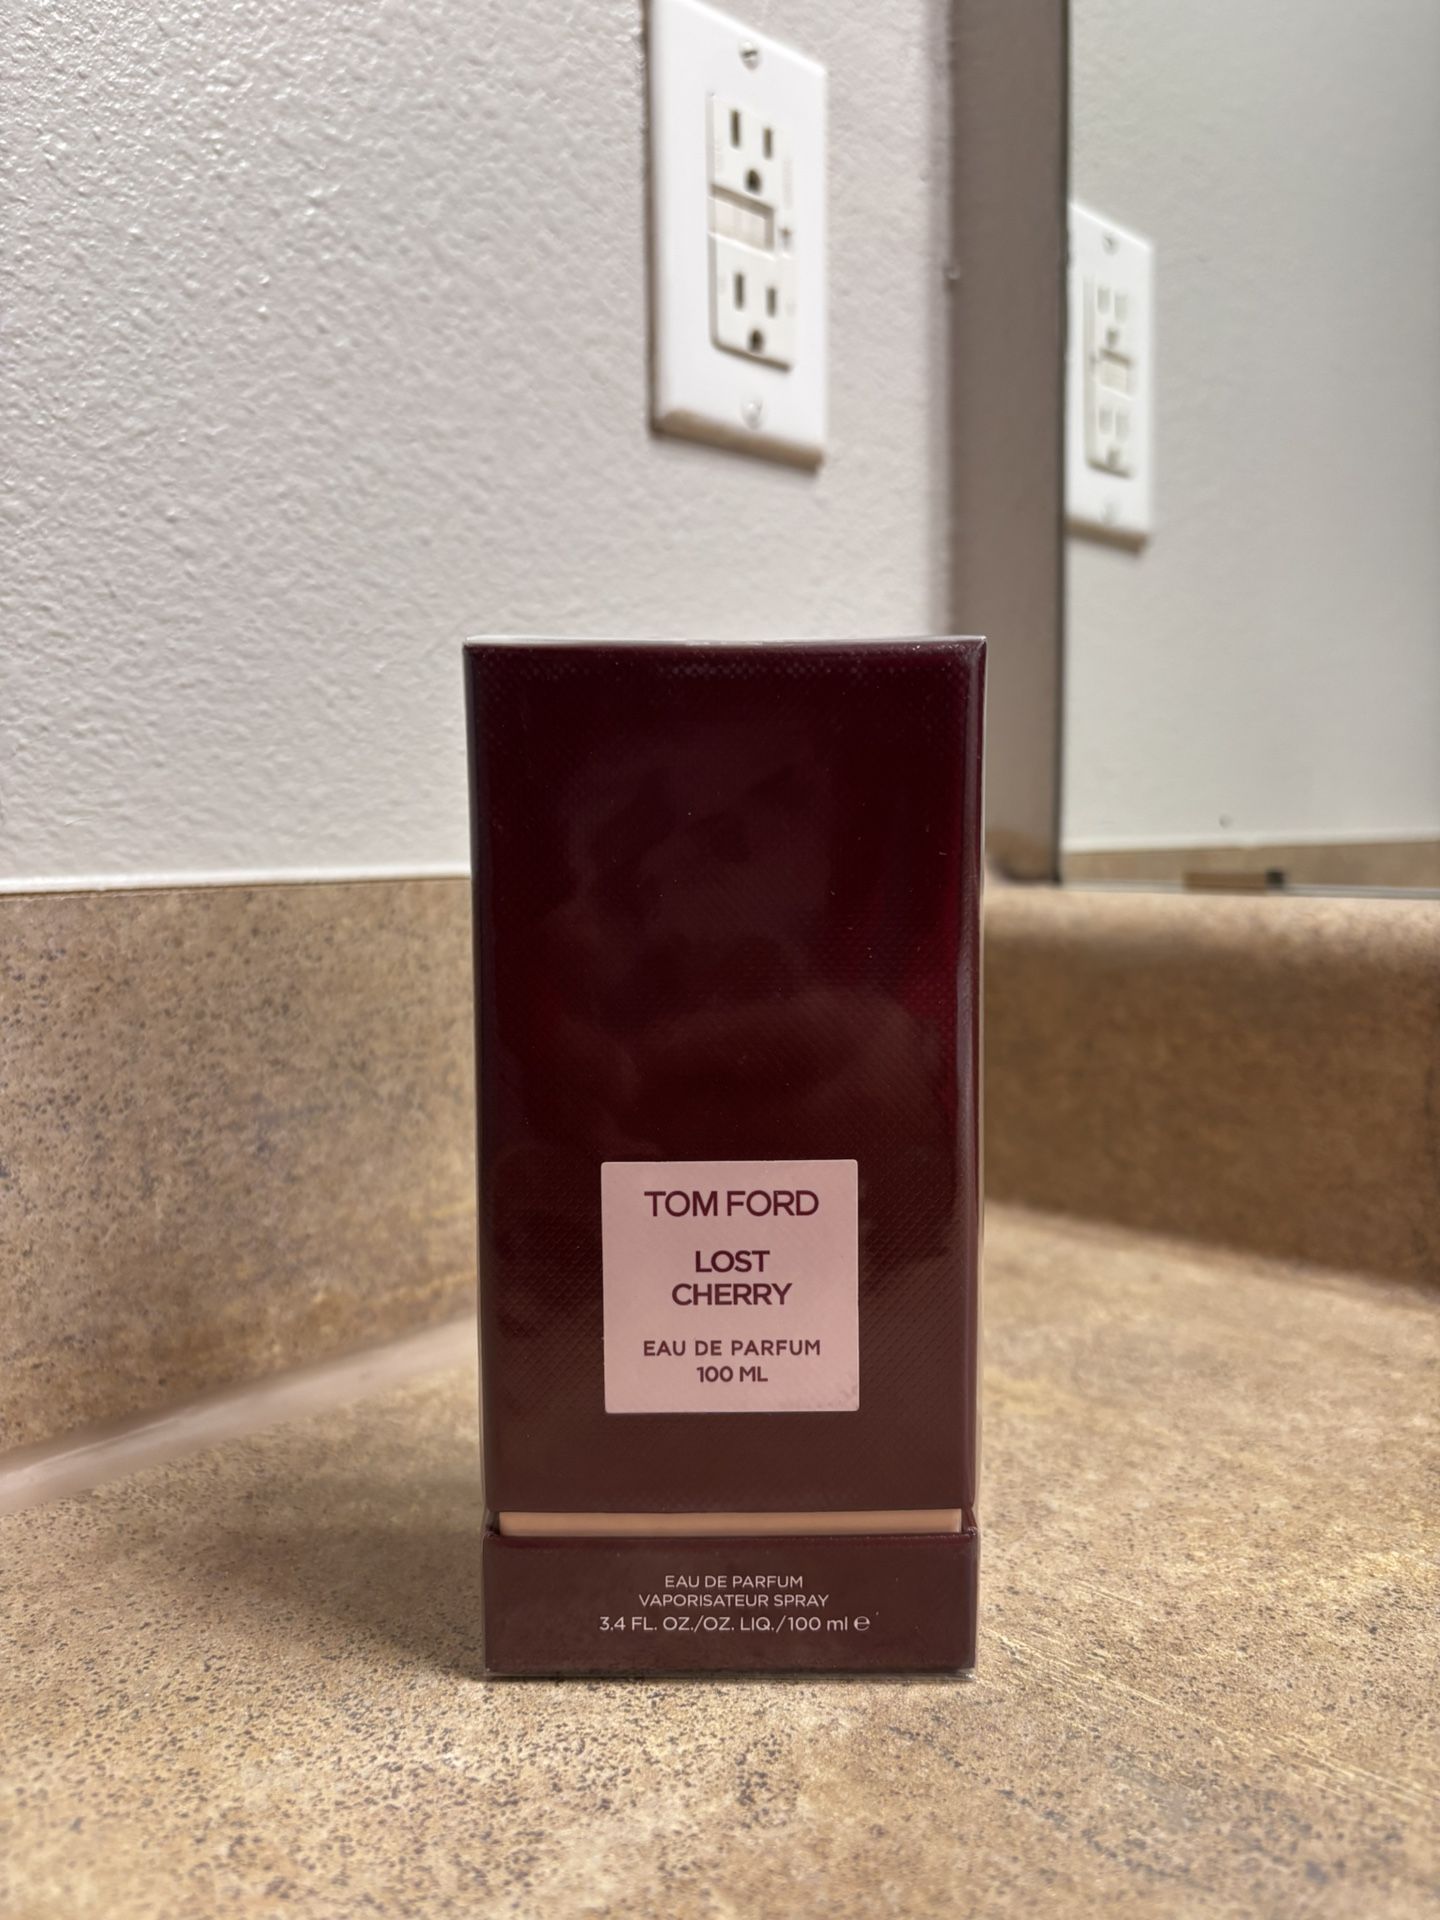 TOM FORD
LOST
CHERRY
EAU DE PARFUM
100 ML
EAU DE PARFUM
VAPORISATEUR SPRAY
3.4 FL. OZ./OZ. LIQ./100 ml ℮